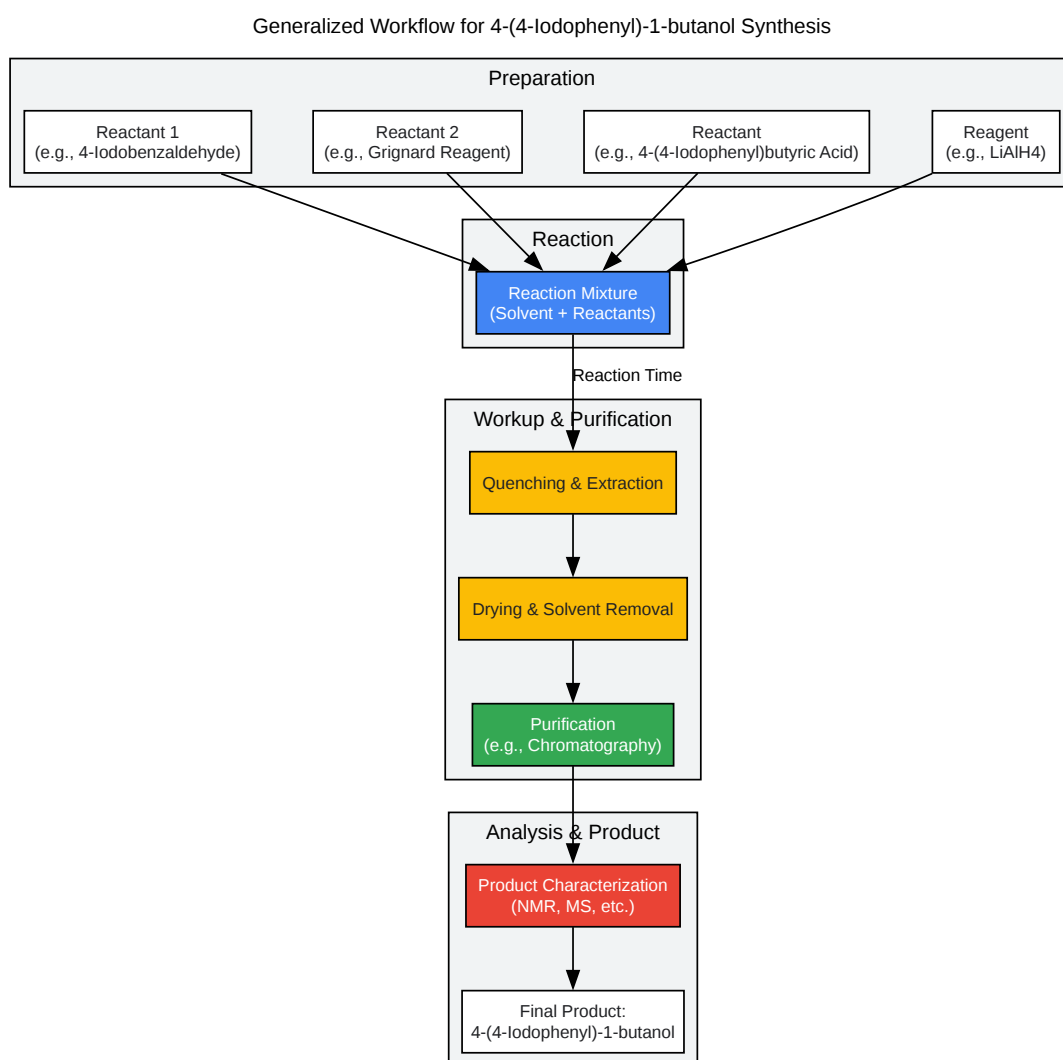 Generalized Workflow for 4-(4-Iodophenyl)-1-butanol Synthesis
Preparation
Reactant 1
(e.g., 4-Iodobenzaldehyde)
Reactant 2
(e.g., Grignard Reagent)
Reactant
(e.g., 4-(4-Iodophenyl)butyric Acid)
Reagent
(e.g., LiAlH4)
Reaction
Reaction Mixture
(Solvent + Reactants)
Reaction Time
Workup & Purification
Quenching & Extraction
Drying & Solvent Removal
Purification
(e.g., Chromatography)
Analysis & Product
Product Characterization
(NMR, MS, etc.)
Final Product:
4-(4-Iodophenyl)-1-butanol